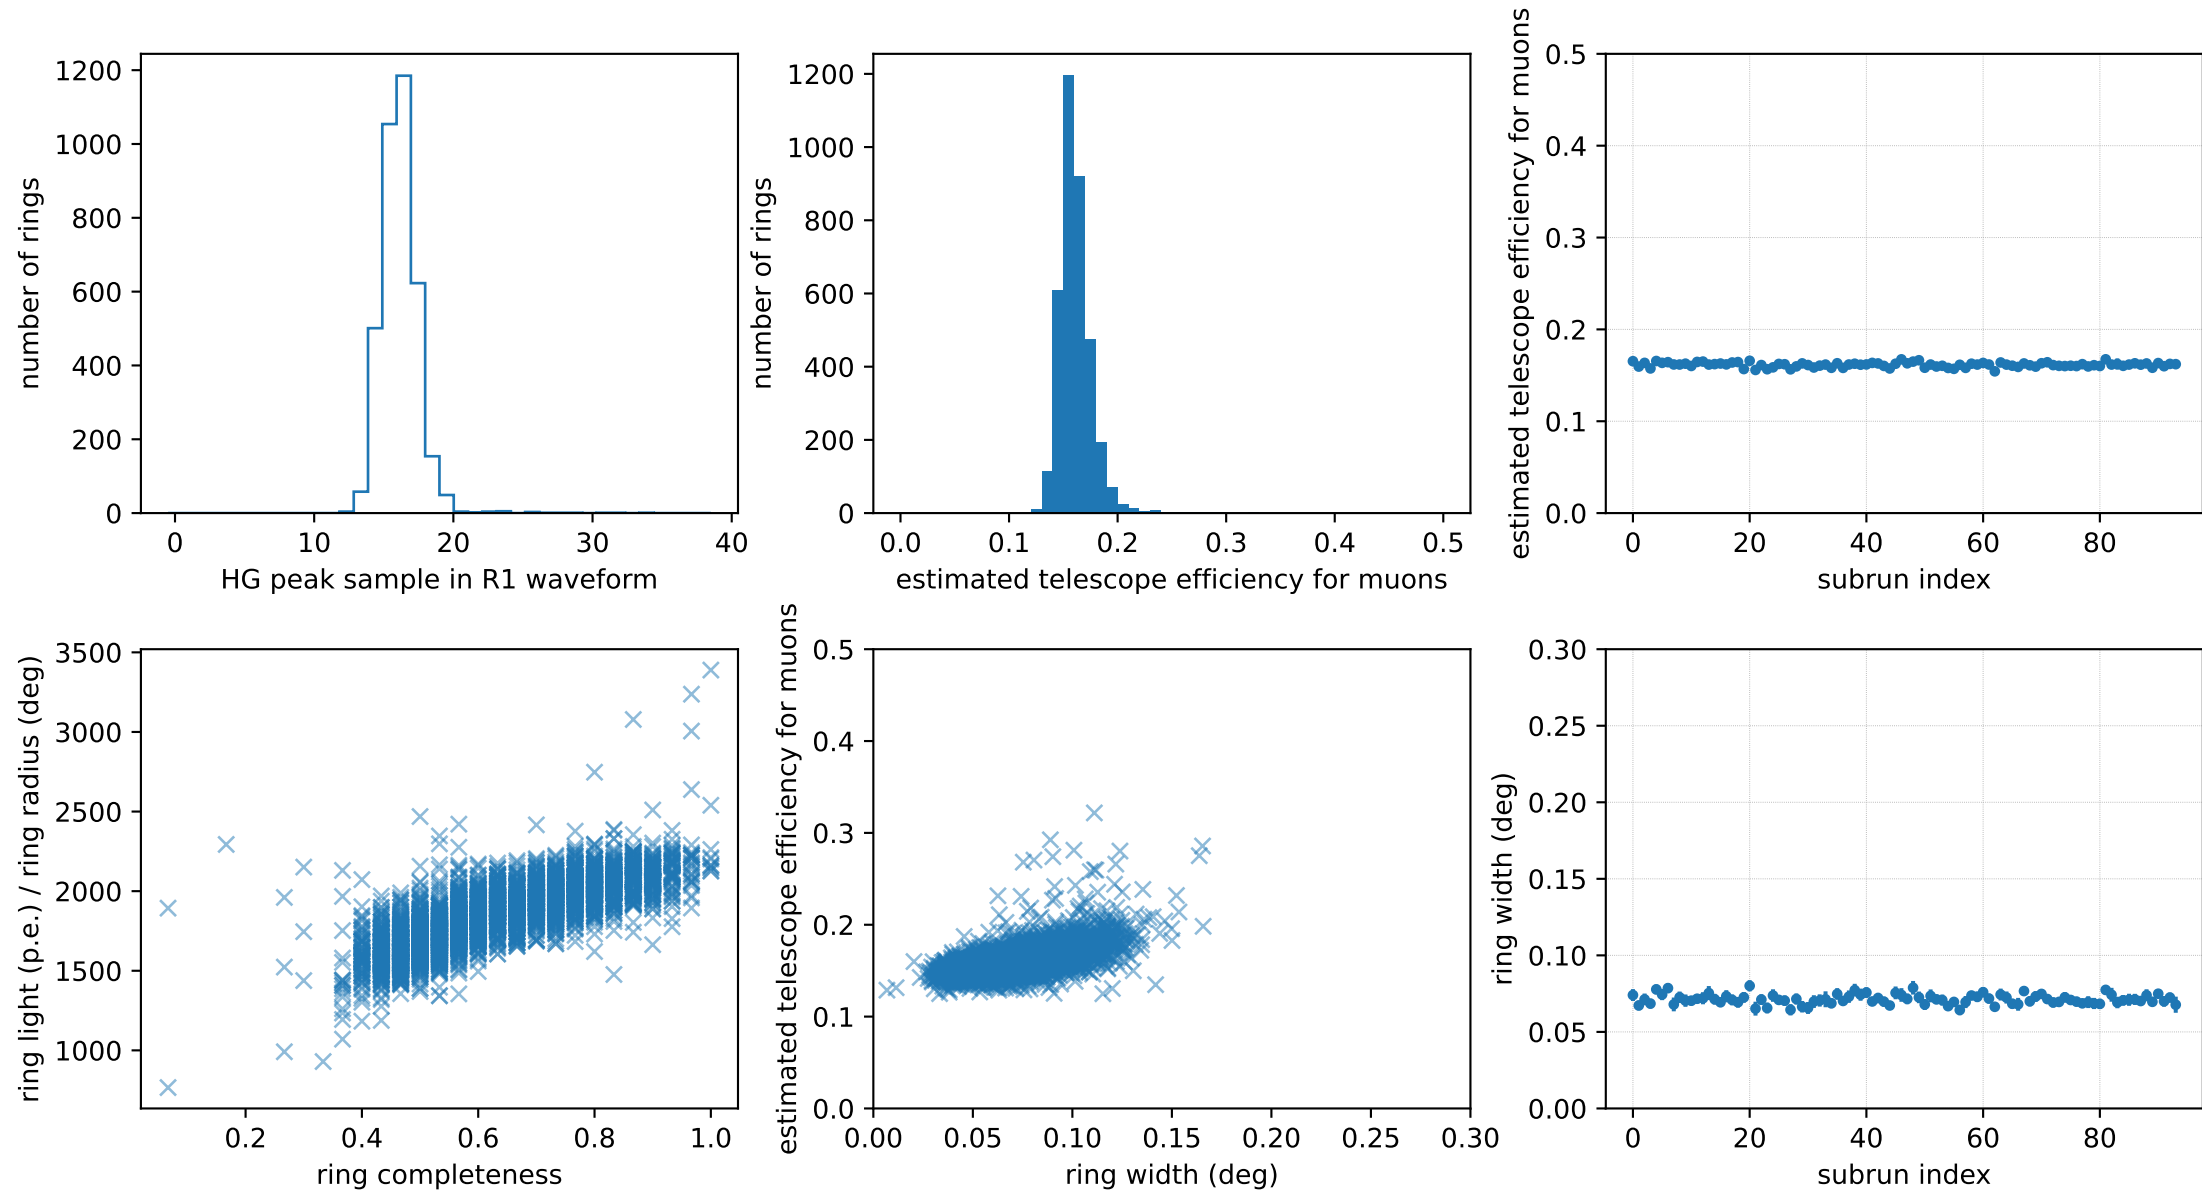 number of rings
1200
1000
800
600
400
200
0
0 10 20 30 40
HG peak sample in R1 waveform
number of rings
1200
1000
800
600
400
200
0
0.0 0.1 0.2 0.3 0.4 0.5
estimated telescope efficiency for muons
estimated telescope efficiency for muons
0.5
0.4
0.3
0.2
0.1
0.0
0 20 40 60 80
subrun index
ring light (p.e.) / ring radius (deg)
3500
3000
2500
2000
1500
1000
0.2 0.4 0.6 0.8 1.0
ring completeness
estimated telescope efficiency for muons
0.5
0.4
0.3
0.2
0.1
0.0
0.00 0.05 0.10 0.15 0.20 0.25 0.30
ring width (deg)
ring width (deg)
0.30
0.25
0.20
0.15
0.10
0.05
0.00
0 20 40 60 80
subrun index